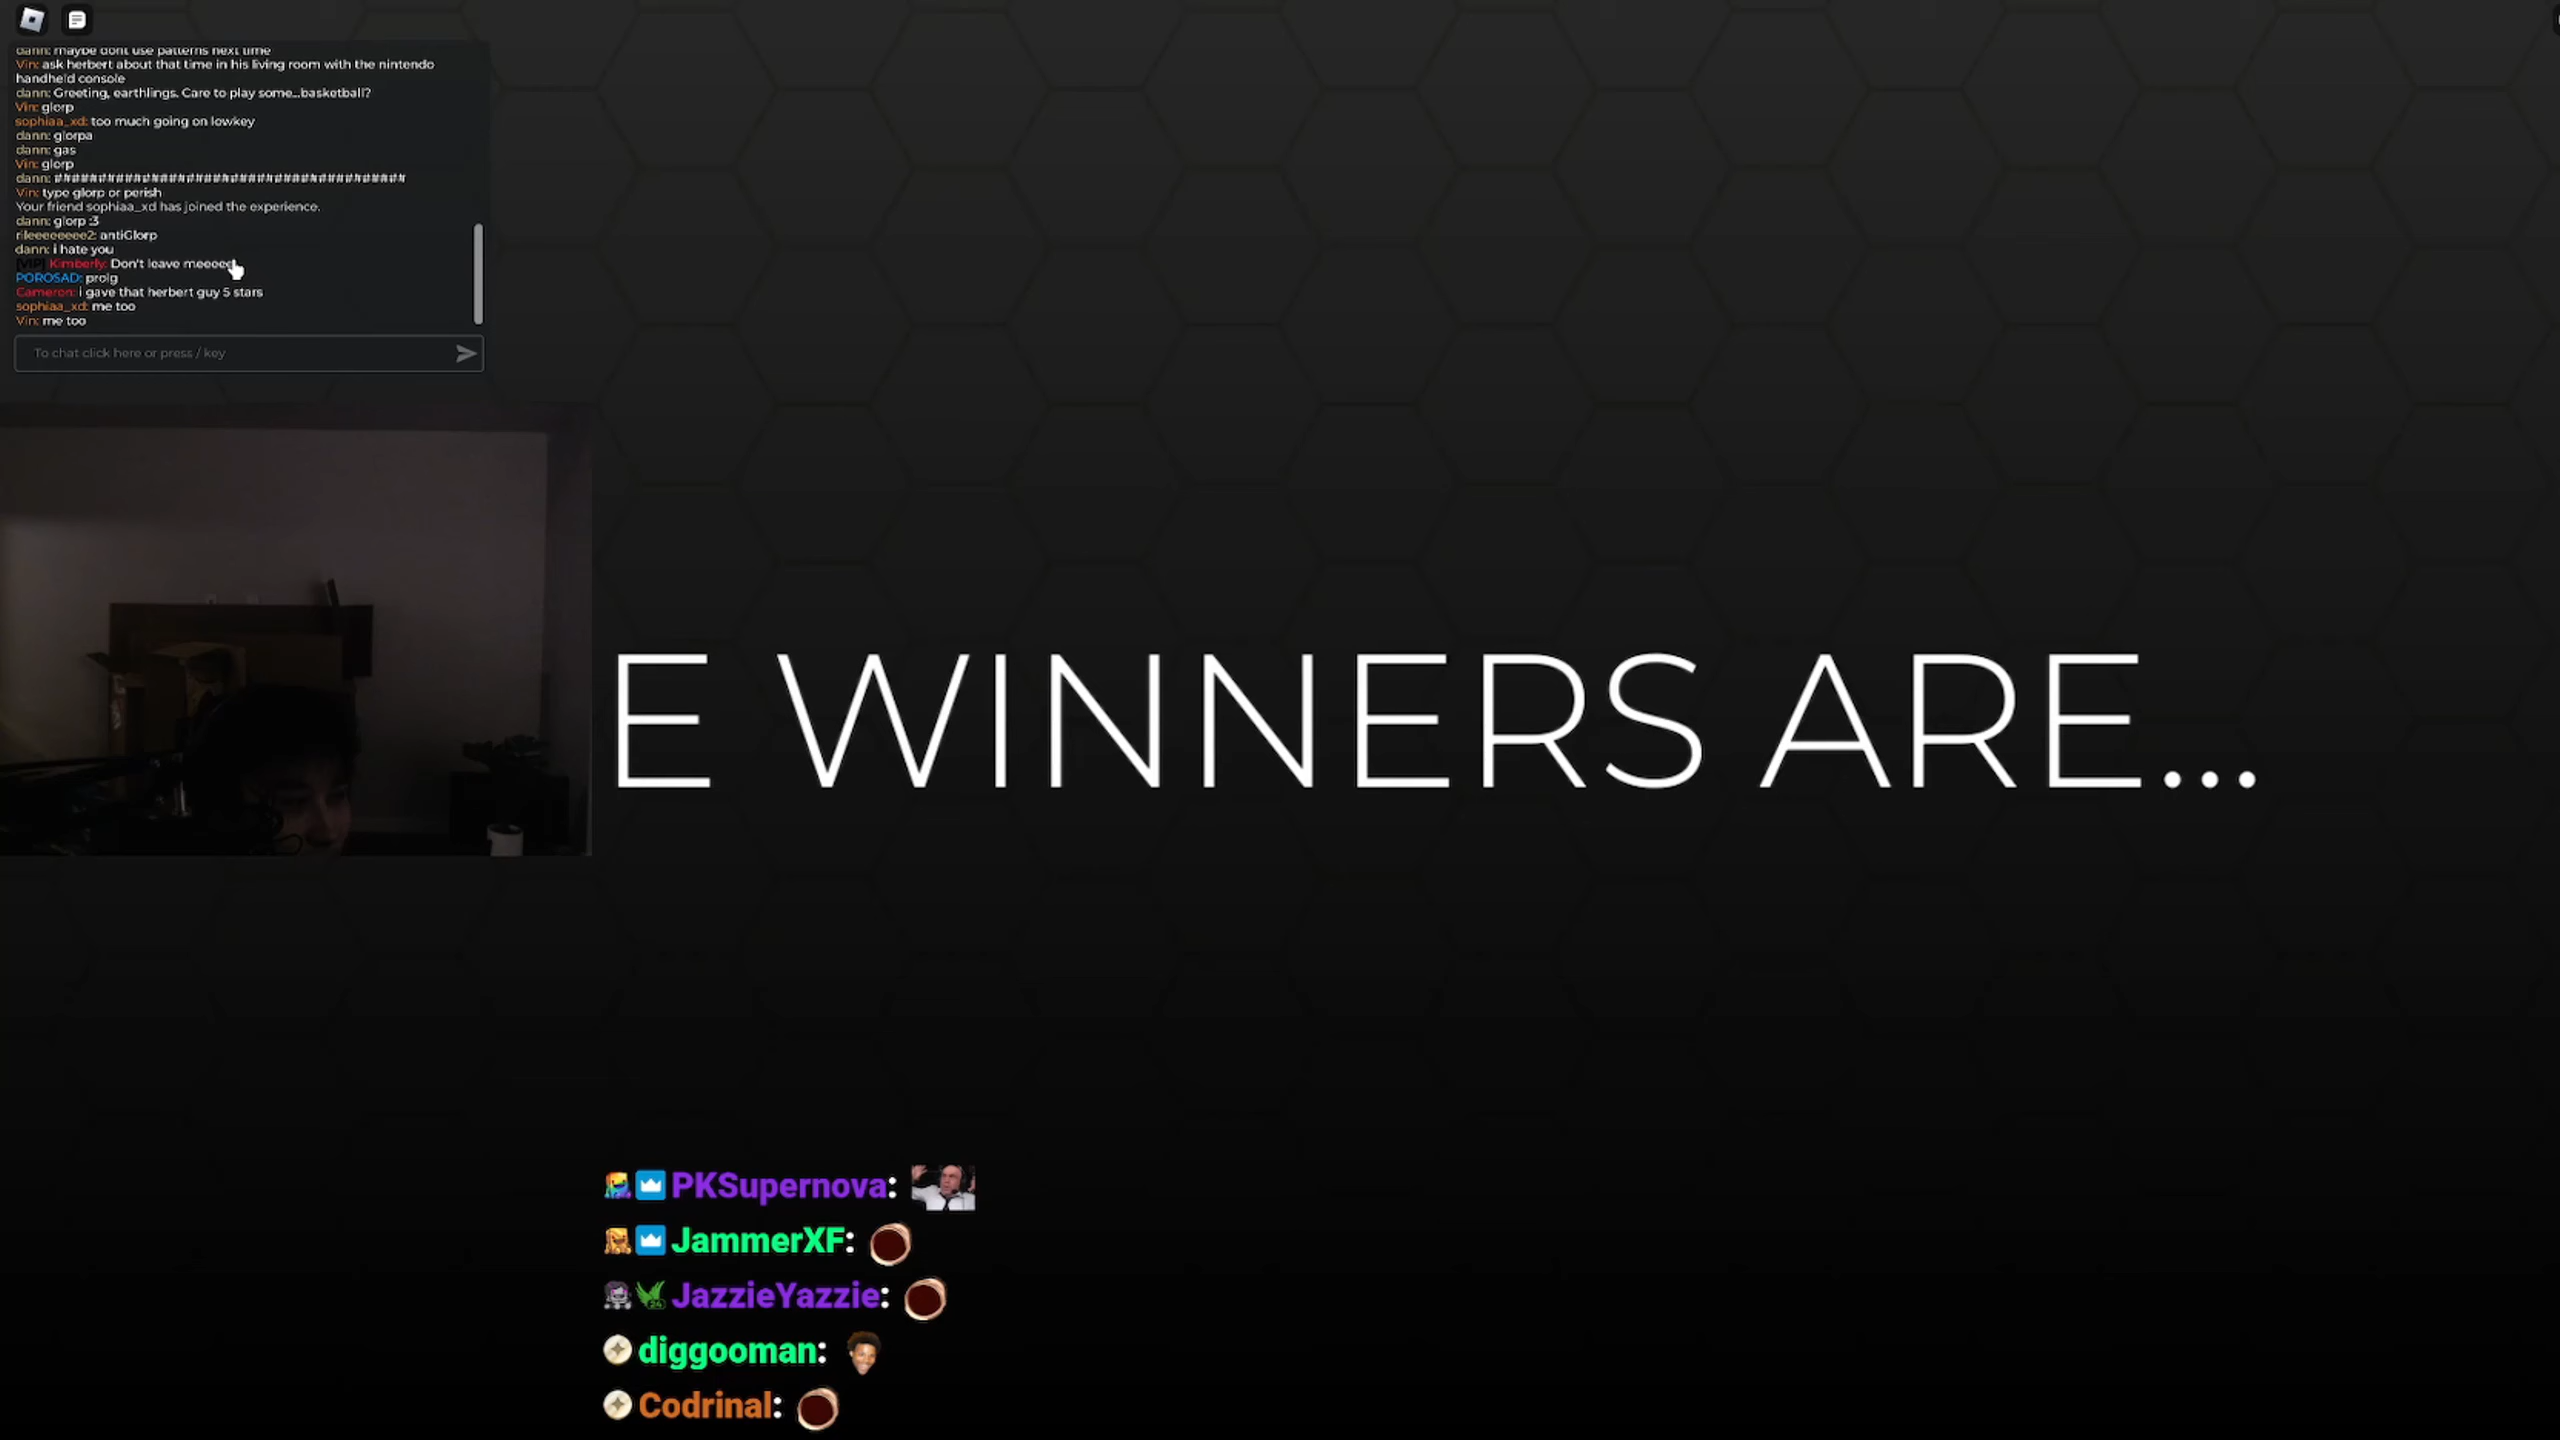 dann: maybe dont use patterns next time
Vin: ask herbert about that time in his living room with the nintendo
handheld console
dann: Greeting, earthlings. Care to play some...basketball?
Vin: glorp
sophiaa_xd: too much going on lowkey
dann: glorpa
dann: gas
Vin: glorp
dann: ########################################
Vin: type glorp or perish
Your friend sophiaa_xd has joined the experience.
dann: glorp :3
rileeeeeeee2: antiGlorp
dann: i hate you
[VIP] Kimberly: Don't leave meeeee
POROSAD: prolg
Cameron: i gave that herbert guy 5 stars
sophiaa_xd: me too
Vin: me too
To chat click here or press / key
E WINNERS ARE...
PKSupernova:
JammerXF:
24 JazzieYazzie:
diggooman:
Codrinal: